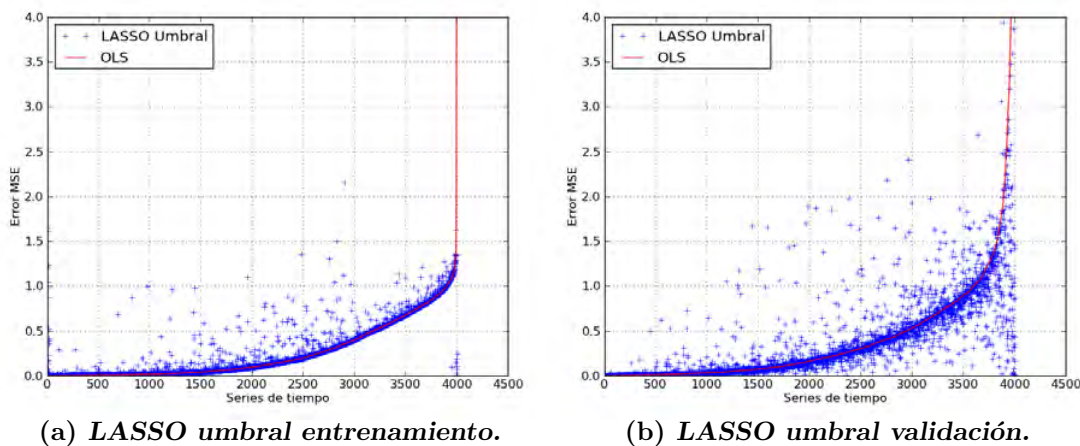 4.0
3.5
3.0
2.5
2.0
1.5
1.0
0.5
0.0
Error MSE
LASSO Umbral
OLS
0 500 1000 1500 2000 2500 3000 3500 4000 4500
Series de tiempo
(a) LASSO umbral entrenamiento.
4.0
3.5
3.0
2.5
2.0
1.5
1.0
0.5
0.0
Error MSE
LASSO Umbral
OLS
0 500 1000 1500 2000 2500 3000 3500 4000 4500
Series de tiempo
(b) LASSO umbral validación.